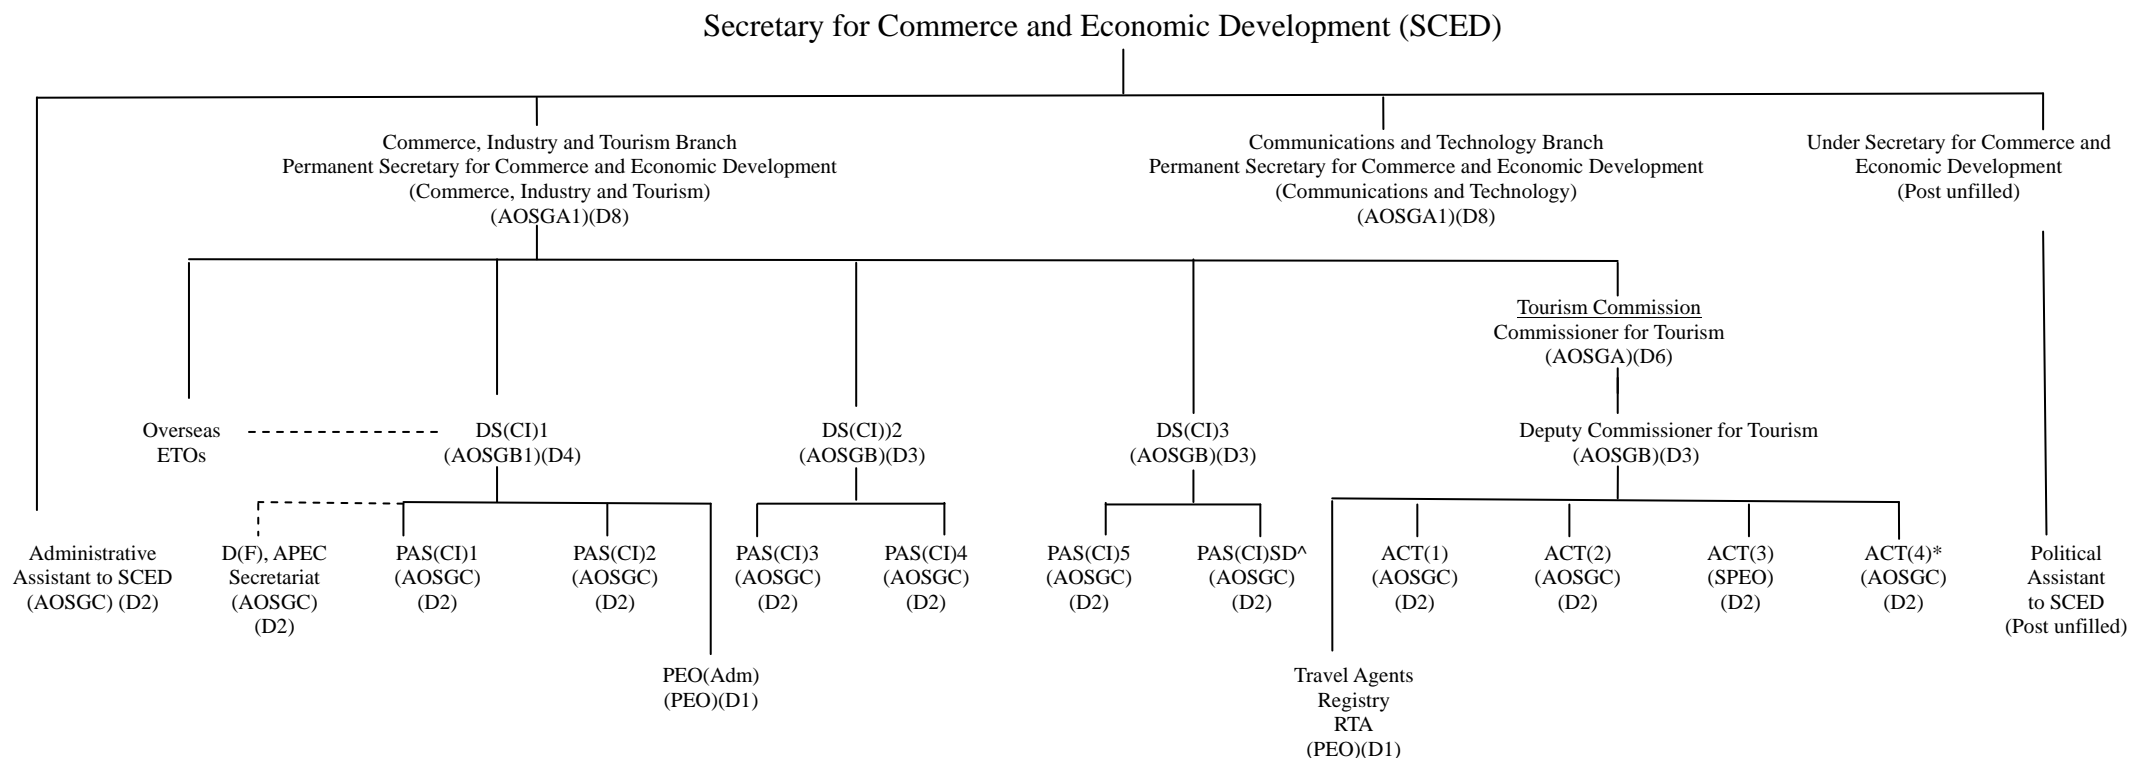 Secretary for Commerce and Economic Development (SCED)
Commerce, Industry and Tourism Branch
Permanent Secretary for Commerce and Economic Development
(Commerce, Industry and Tourism)
(AOSGA1)(D8)
Communications and Technology Branch
Permanent Secretary for Commerce and Economic Development
(Communications and Technology)
(AOSGA1)(D8)
Under Secretary for Commerce and
Economic Development
(Post unfilled)
Tourism Commission
Commissioner for Tourism
(AOSGA)(D6)
Overseas
ETOs
DS(CI)1
(AOSGB1)(D4)
DS(CI))2
(AOSGB)(D3)
DS(CI)3
(AOSGB)(D3)
Deputy Commissioner for Tourism
(AOSGB)(D3)
Administrative
Assistant to SCED
(AOSGC) (D2)
D(F), APEC
Secretariat
(AOSGC)
(D2)
PAS(CI)1
(AOSGC)
(D2)
PAS(CI)2
(AOSGC)
(D2)
PEO(Adm)
(PEO)(D1)
PAS(CI)3
(AOSGC)
(D2)
PAS(CI)4
(AOSGC)
(D2)
PAS(CI)5
(AOSGC)
(D2)
PAS(CI)SD^
(AOSGC)
(D2)
Travel Agents
Registry
RTA
(PEO)(D1)
ACT(1)
(AOSGC)
(D2)
ACT(2)
(AOSGC)
(D2)
ACT(3)
(SPEO)
(D2)
ACT(4)*
(AOSGC)
(D2)
Political
Assistant
to SCED
(Post unfilled)